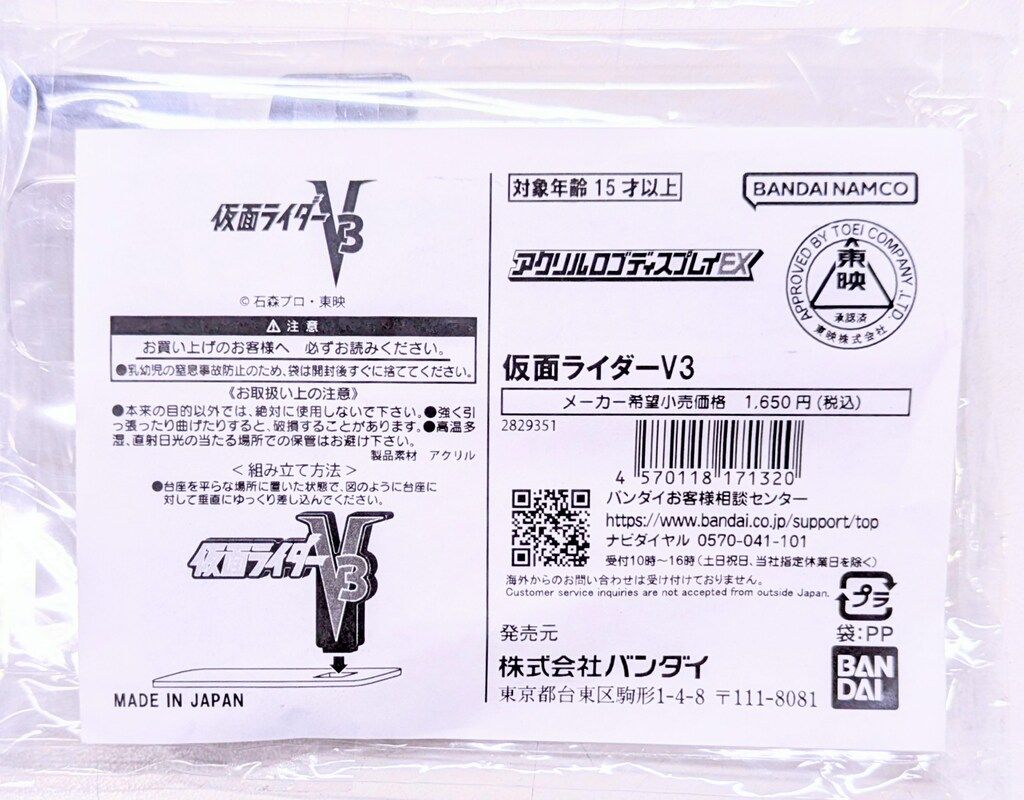 仮面ライダーV3
© 石森プロ・東映
⚠ 注意
お買い上げのお客様へ 必ずお読みください。
●乳幼児の窒息事故防止のため、袋は開封後すぐに捨ててください。
《お取扱い上の注意》
●本来の目的以外では、絶対に使用しないで下さい。●強く引
っ張ったり曲げたりすると、破損することがあります。●高温多
湿、直射日光の当たる場所での保管はお避け下さい。
製品素材 アクリル
＜組み立て方法＞
●台座を平らな場所に置いた状態で、図のように台座に
対して垂直にゆっくり差し込んでください。
仮面ライダーV3
MADE IN JAPAN
対象年齢 15 才以上
BANDAI NAMCO
アクリルロゴディスプレイEX
APPROVED BY TOEI COMPANY, LTD.
東映
承認済
東映株式会社
仮面ライダーV3
メーカー希望小売価格 1,650円(税込)
2829351
4 570118 171320
バンダイお客様相談センター
https://www.bandai.co.jp/support/top
ナビダイヤル 0570-041-101
受付10時～16時(土日祝日、当社指定休業日を除く)
海外からのお問い合わせは受け付けておりません。
Customer service inquiries are not accepted from outside Japan.
プラ
袋:PP
発売元
株式会社バンダイ
東京都台東区駒形1-4-8 〒111-8081
BAN
DAI